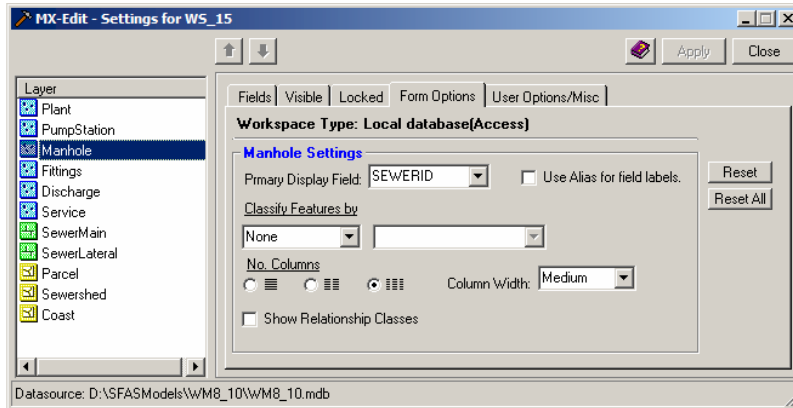 MX-Edit - Settings for WS_15
Apply
Close
Layer
Plant
PumpStation
Manhole
Fittings
Discharge
Service
SewerMain
SewerLateral
Parcel
Sewershed
Coast
Fields
Visible
Locked
Form Options
User Options/Misc
Workspace Type: Local database(Access)
Manhole Settings
Prmary Display Field:
SEWERID
Use Alias for field labels.
Classify Features by
None
No. Columns
Column Width:
Medium
Show Relationship Classes
Reset
Reset All
Datasource: D:\SFASModels\WM8_10\WM8_10.mdb